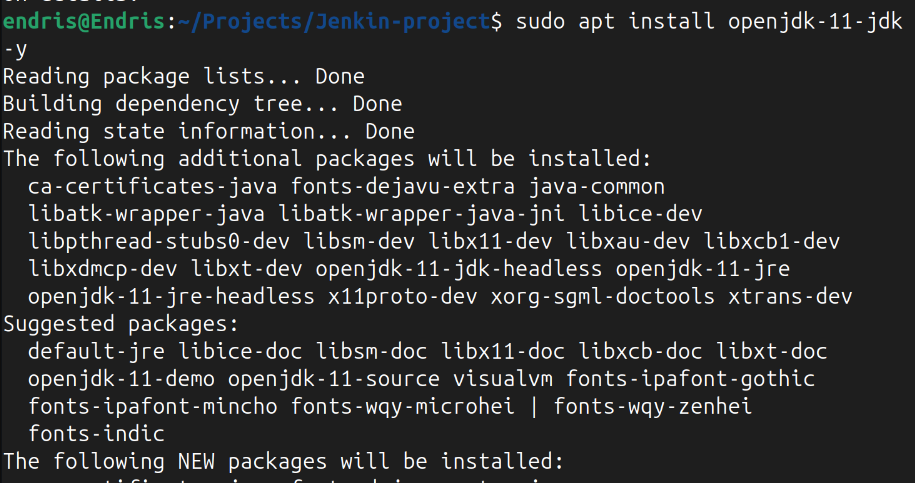 endris@Endris:~/Projects/Jenkin-project$ sudo apt install openjdk-11-jdk
-y
Reading package lists... Done
Building dependency tree... Done
Reading state information... Done
The following additional packages will be installed:
  ca-certificates-java fonts-dejavu-extra java-common
  libatk-wrapper-java libatk-wrapper-java-jni libice-dev
  libpthread-stubs0-dev libsm-dev libx11-dev libxau-dev libxcb1-dev
  libxdmcp-dev libxt-dev openjdk-11-jdk-headless openjdk-11-jre
  openjdk-11-jre-headless x11proto-dev xorg-sgml-doctools xtrans-dev
Suggested packages:
  default-jre libice-doc libsm-doc libx11-doc libxcb-doc libxt-doc
  openjdk-11-demo openjdk-11-source visualvm fonts-ipafont-gothic
  fonts-ipafont-mincho fonts-wqy-microhei | fonts-wqy-zenhei
  fonts-indic
The following NEW packages will be installed: